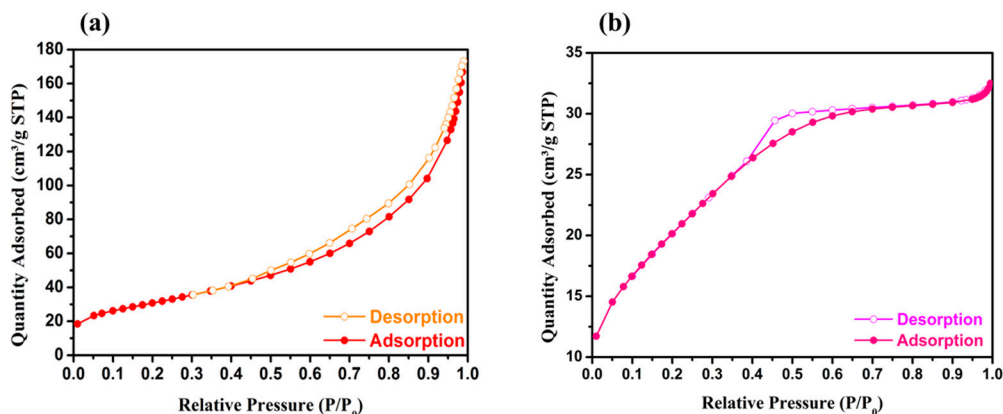 (a)
180
160
140
120
100
80
60
40
20
0
Quantity Adsorbed (cm³/g STP)
Desorption
Adsorption
0.0 0.1 0.2 0.3 0.4 0.5 0.6 0.7 0.8 0.9 1.0
Relative Pressure (P/P₀)
(b)
35
30
25
20
15
10
Quantity Adsorbed (cm³/g STP)
Desorption
Adsorption
0.0 0.1 0.2 0.3 0.4 0.5 0.6 0.7 0.8 0.9 1.0
Relative Pressure (P/P₀)